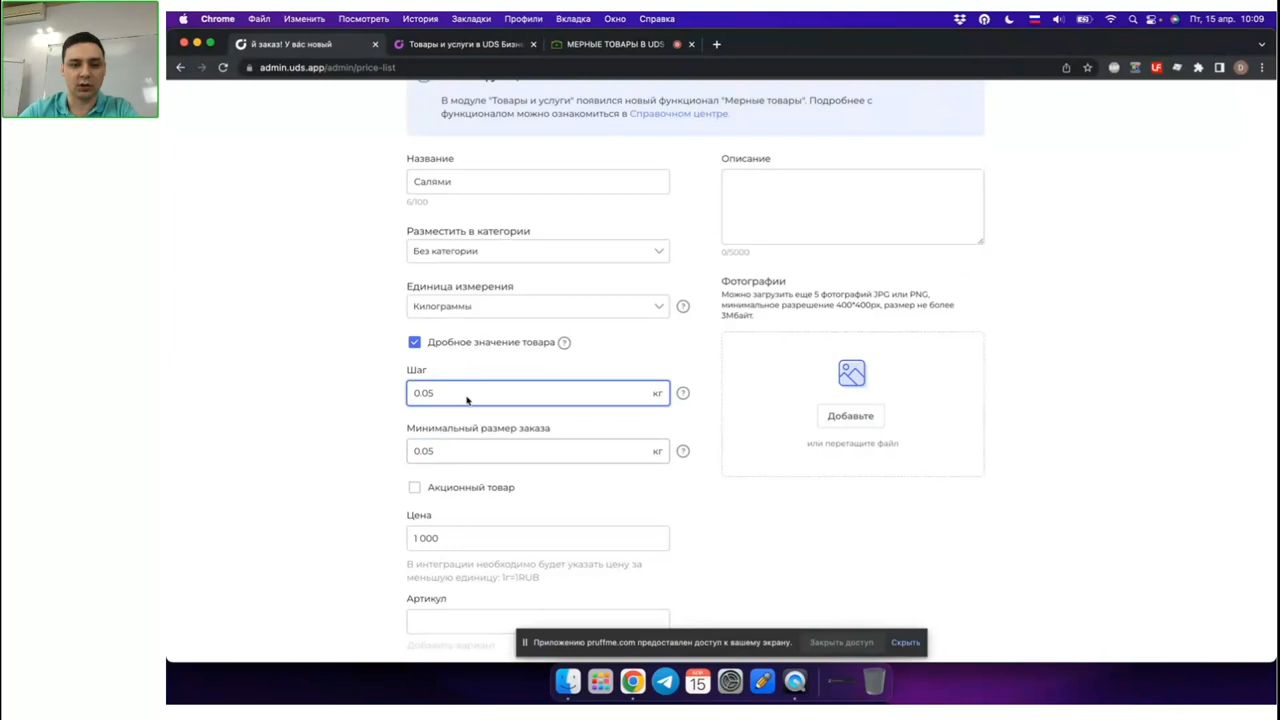 Chrome Файл Изменить Посмотреть История Закладки Профили Вкладка Окно Справка Пт, 15 апр. 10:09
й заказ! У вас новый Товары и услуги в UDS Бизн МЕРНЫЕ ТОВАРЫ В UDS
admin.uds.app/admin/price-list
В модуле "Товары и услуги" появился новый функционал "Мерные товары". Подробнее с
функционалом можно ознакомиться в Справочном центре.
Название
Салями
6/100
Разместить в категории
Без категории
Единица измерения
Килограммы
Дробное значение товара
Шаг
0.05 кг
Минимальный размер заказа
0.05 кг
Акционный товар
Цена
1 000
В интеграции необходимо будет указать цену за
меньшую единицу: 1г=1RUB
Артикул
Добавить вариант
Описание
0/5000
Фотографии
Можно загрузить еще 5 фотографий JPG или PNG,
минимальное разрешение 400*400px, размер не более
3Мбайт.
Добавьте
или перетащите файл
Приложению pruffme.com предоставлен доступ к вашему экрану. Закрыть доступ Скрыть
15